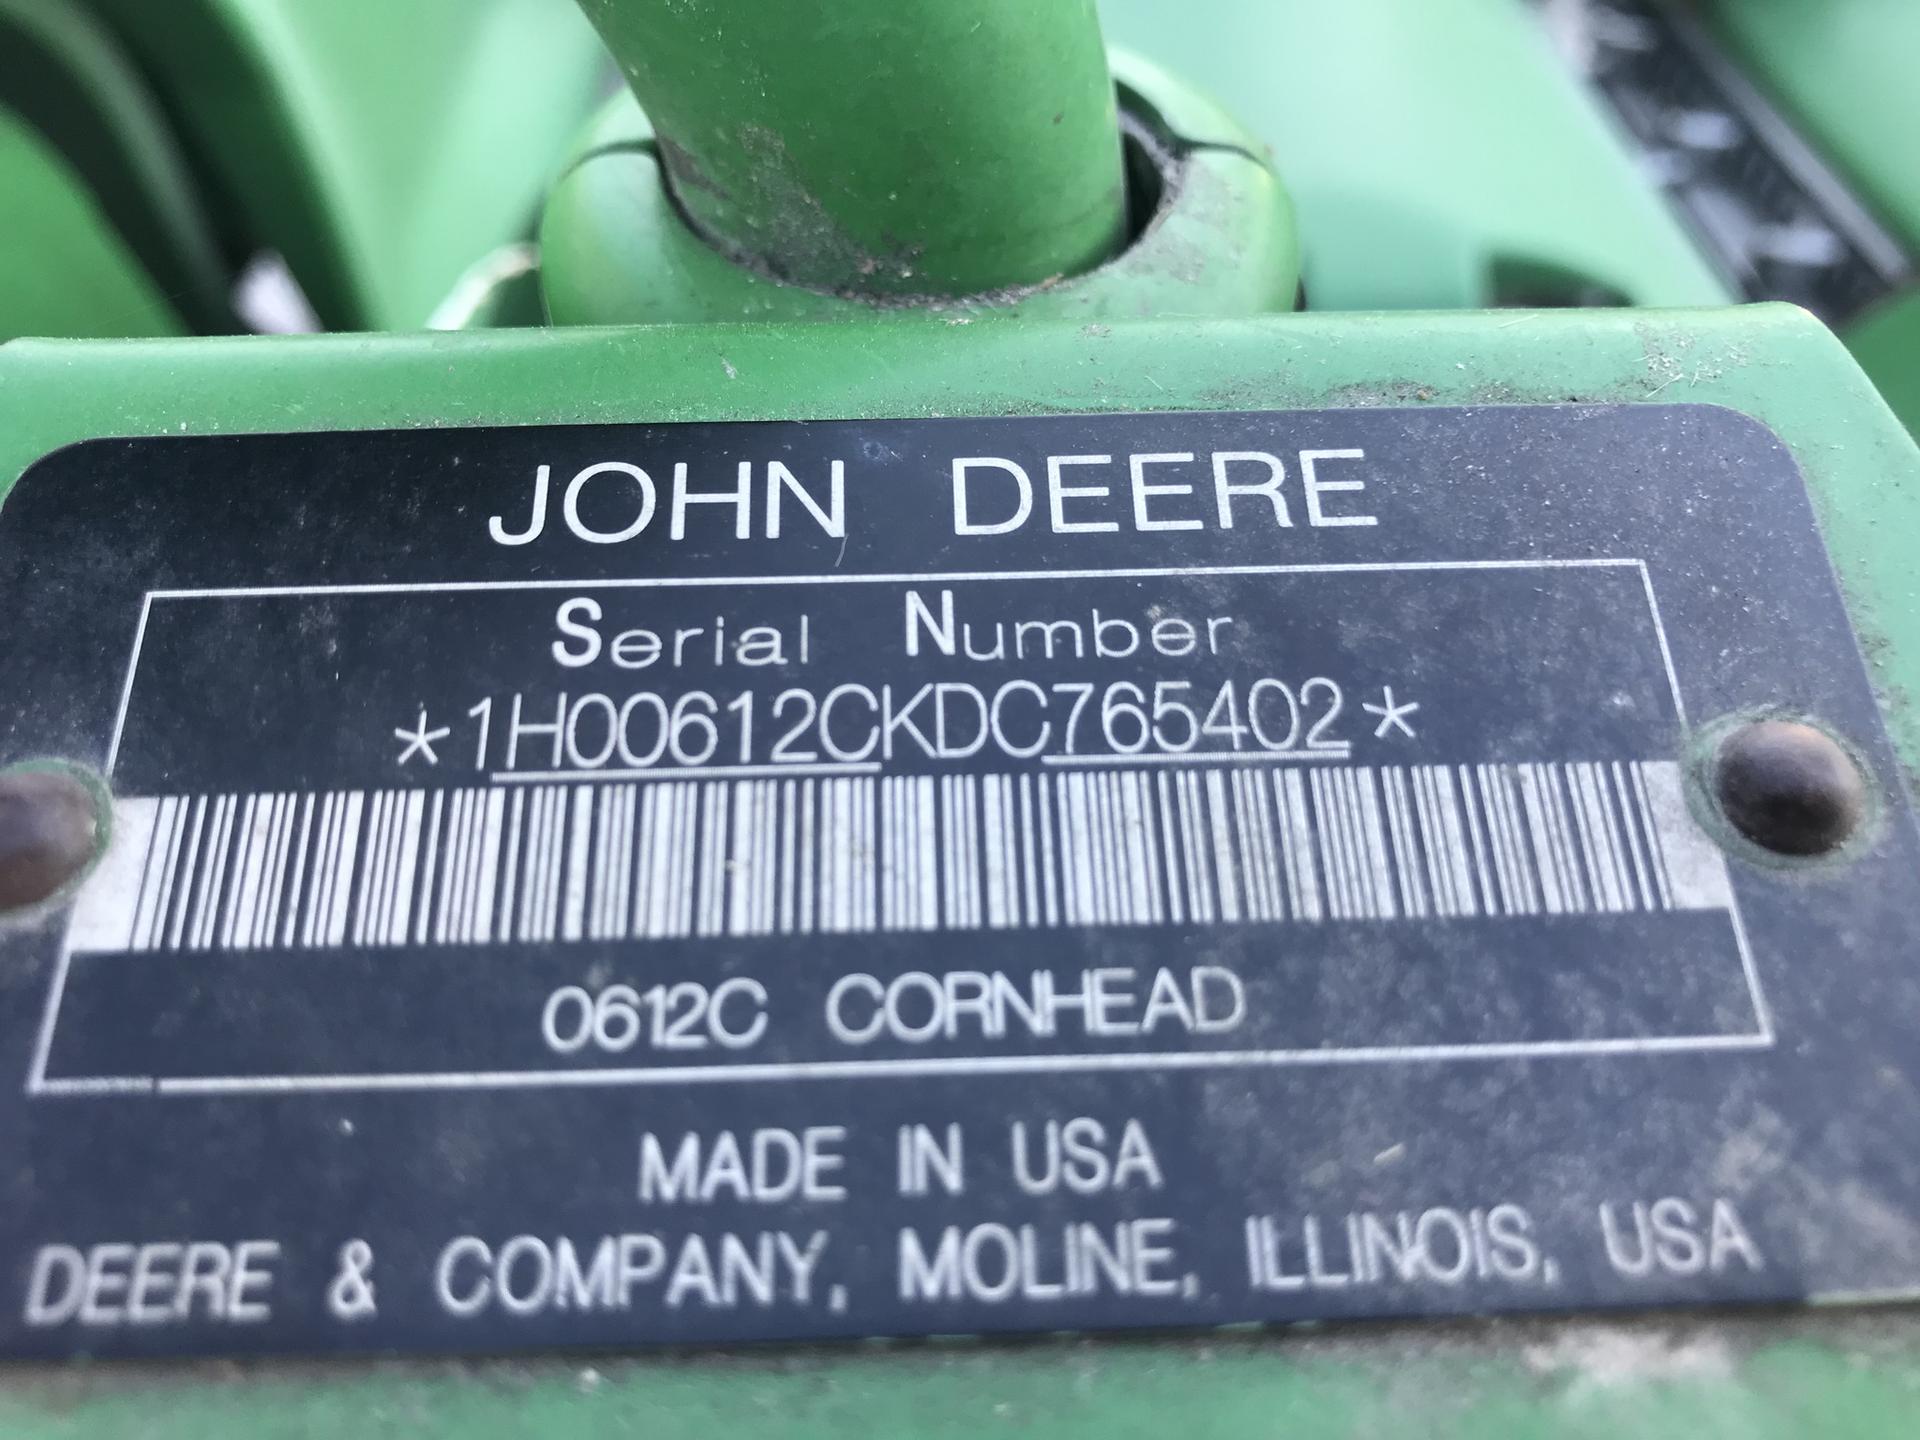 JOHN DEERE
Serial Number
*1H00612CKDC765402*
0612C CORNHEAD
MADE IN USA
DEERE & COMPANY, MOLINE, ILLINOIS, USA